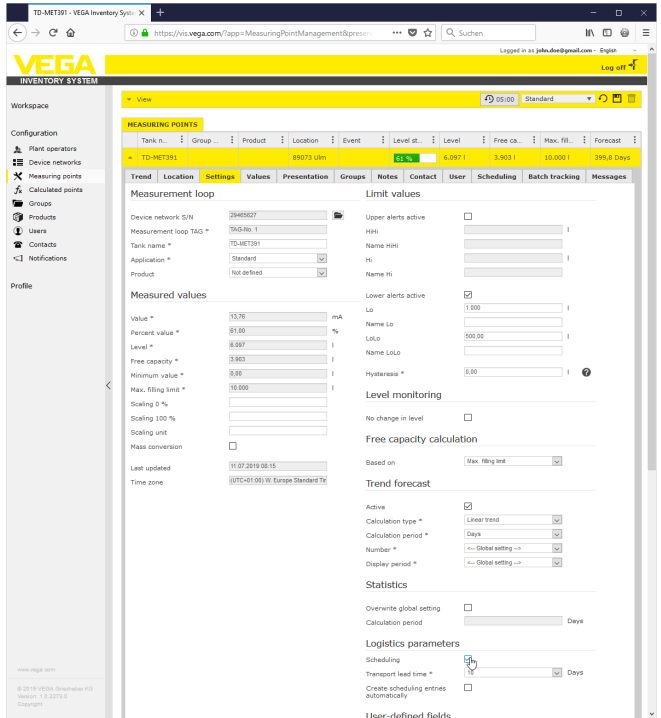 TD-MET391 - VEGA Inventory Syste
https://vis.vega.com/?app=MeasuringPointManagement&presen
Suchen
Logged in as john.doe@gmail.com - English
VEGA
Log off
INVENTORY SYSTEM
Workspace
Configuration
Plant operators
Device networks
Measuring points
Calculated points
Groups
Products
Users
Contacts
Notifications
Profile
www.vega.com
© 2019 VEGA Grieshaber KG
Version
Copyright
View
05:00
Standard
MEASURING POINTS
Tank n... Group ... Product Location Event Level st... Level Free ca... Max. fill... Forecast
TD-MET391 89073 Ulm 61 % 6.097 l 3.903 l 10.000 l 399,8 Days
Trend Location Settings Values Presentation Groups Notes Contact User Scheduling Batch tracking Messages
Measurement loop
Device network S/N 29465627
Measurement loop TAG * TAG-No. 1
Tank name * TD-MET391
Application * Standard
Product Not defined
Measured values
Value * 13,76 mA
Percent value * 61,00 %
Level * 6.097 l
Free capacity * 3.903 l
Minimum value * 0,00 l
Max. filling limit * 10.000 l
Scaling 0 %
Scaling 100 %
Scaling unit
Mass conversion
Last updated 11.07.2019 08:15
Time zone (UTC+01:00) W. Europe Standard Tir
Limit values
Upper alerts active
HiHi l
Name HiHi
Hi l
Name Hi
Lower alerts active
Lo 1.000 l
Name Lo
LoLo 500,00 l
Name LoLo
Hysteresis * 0,00 l
Level monitoring
No change in level
Free capacity calculation
Based on Max. filling limit
Trend forecast
Active
Calculation type * Linear trend
Calculation period * Days
Number * <-- Global setting -->
Display period * <-- Global setting -->
Statistics
Overwrite global setting
Calculation period Days
Logistics parameters
Scheduling
Transport lead time * 10 Days
Create scheduling entries
automatically
User-defined fields